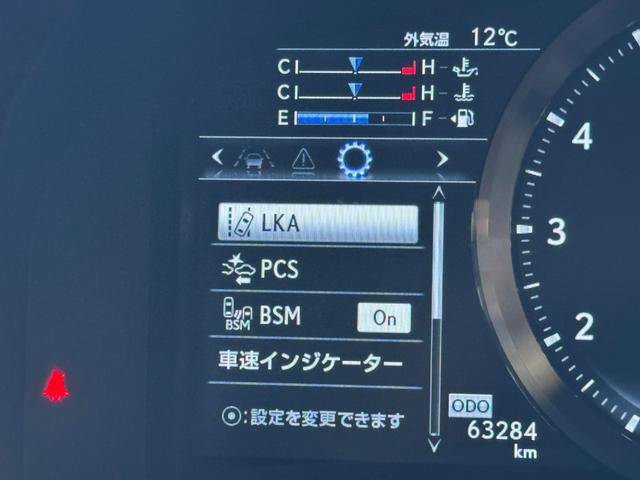 外気温 12℃
C H
C H
E F
LKA
PCS
BSM BSM On
車速インジケーター
:設定を変更できます
ODO
63284
km
4
3
2